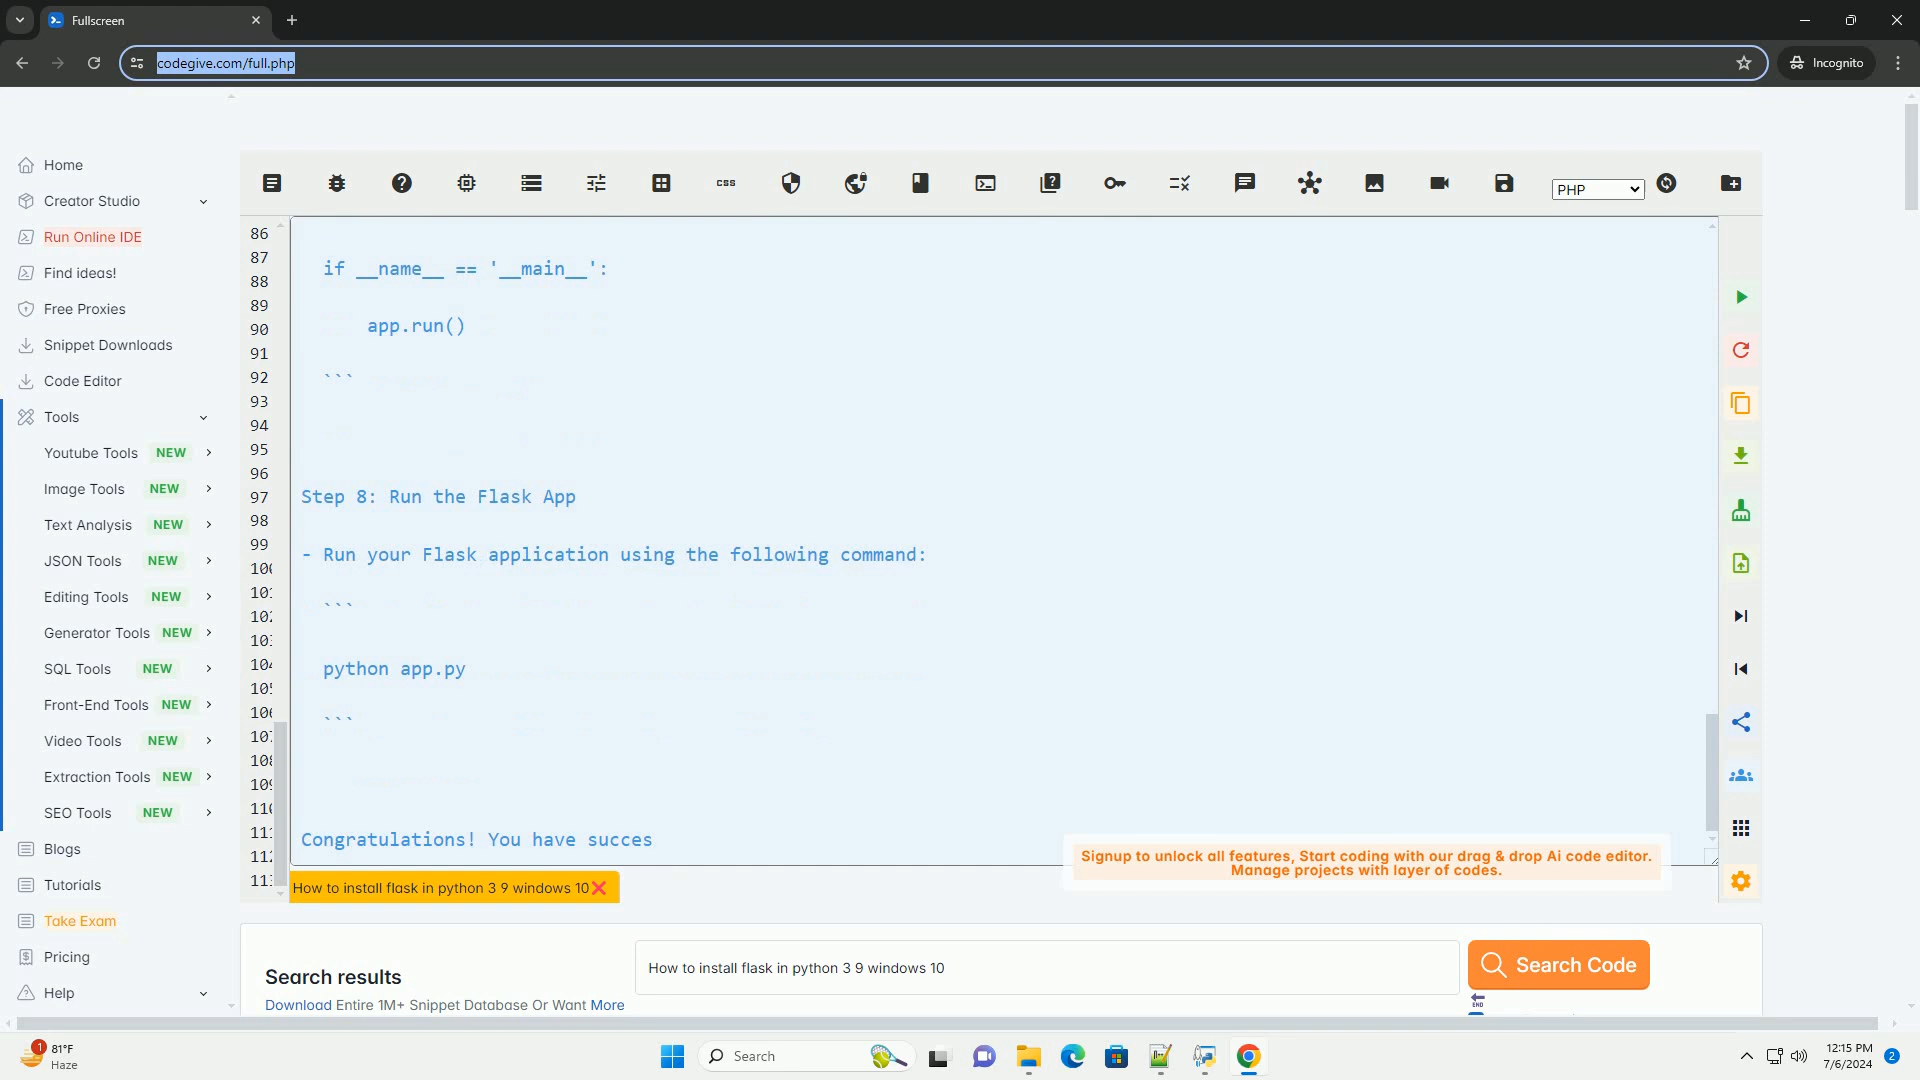 Fullscreen
codegive.com/full.php
Incognito
Home
Creator Studio
Run Online IDE
Find ideas!
Free Proxies
Snippet Downloads
Code Editor
Tools
Youtube Tools NEW
Image Tools NEW
Text Analysis NEW
JSON Tools NEW
Editing Tools NEW
Generator Tools NEW
SQL Tools NEW
Front-End Tools NEW
Video Tools NEW
Extraction Tools NEW
SEO Tools NEW
Blogs
Tutorials
Take Exam
Pricing
Help
css
PHP
86
87
88
89
90
91
92
93
94
95
96
97
98
99
if __name__ == '__main__':
app.run()
```
Step 8: Run the Flask App
- Run your Flask application using the following command:
```
python app.py
```
Congratulations! You have succes
Signup to unlock all features, Start coding with our drag & drop Ai code editor.
Manage projects with layer of codes.
How to install flask in python 3 9 windows 10
Search results
Download Entire 1M+ Snippet Database Or Want More
How to install flask in python 3 9 windows 10
Search Code
END
1
81°F
Haze
Search
12:15 PM
7/6/2024
2